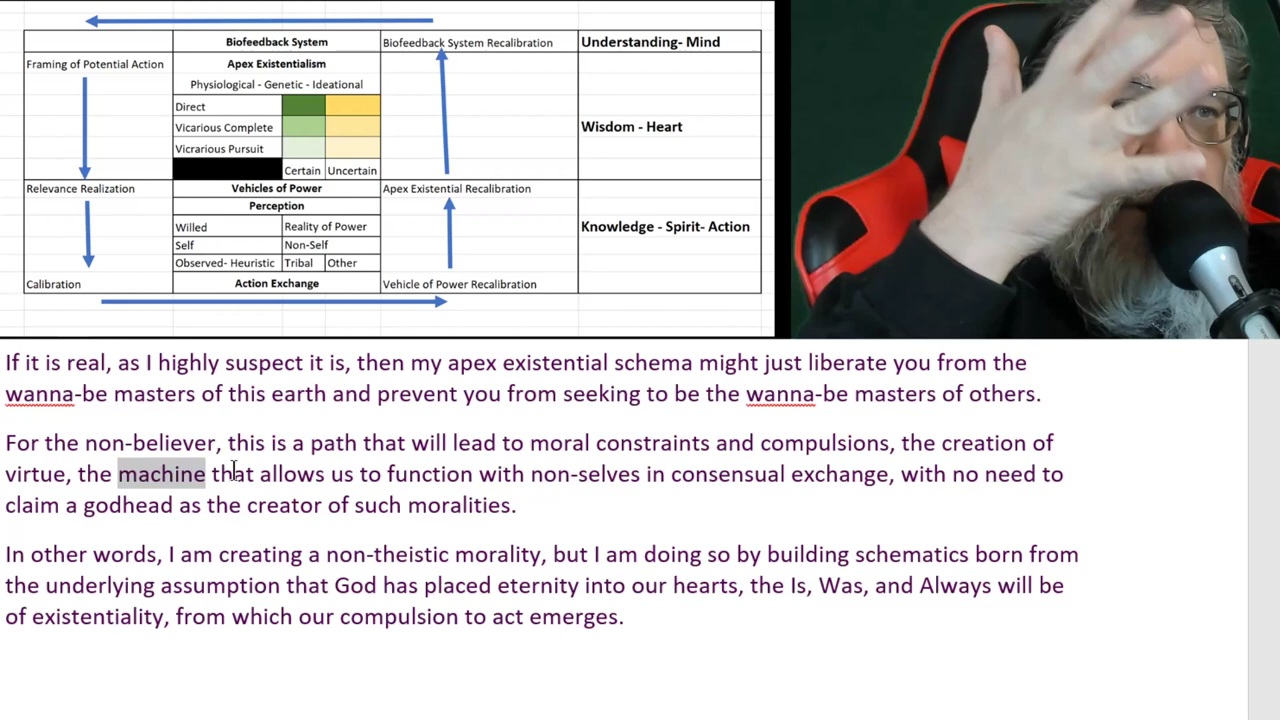 Biofeedback System
Biofeedback System Recalibration
Understanding- Mind
Framing of Potential Action
Apex Existentialism
Physiological - Genetic - Ideational
Direct
Vicarious Complete
Wisdom - Heart
Vicrarious Pursuit
Certain
Uncertain
Relevance Realization
Vehicles of Power
Apex Existential Recalibration
Perception
Willed
Reality of Power
Knowledge - Spirit- Action
Self
Non-Self
Observed- Heuristic
Tribal
Other
Calibration
Action Exchange
Vehicle of Power Recalibration
If it is real, as I highly suspect it is, then my apex existential schema might just liberate you from the
wanna-be masters of this earth and prevent you from seeking to be the wanna-be masters of others.
For the non-believer, this is a path that will lead to moral constraints and compulsions, the creation of
virtue, the machine that allows us to function with non-selves in consensual exchange, with no need to
claim a godhead as the creator of such moralities.
In other words, I am creating a non-theistic morality, but I am doing so by building schematics born from
the underlying assumption that God has placed eternity into our hearts, the Is, Was, and Always will be
of existentiality, from which our compulsion to act emerges.